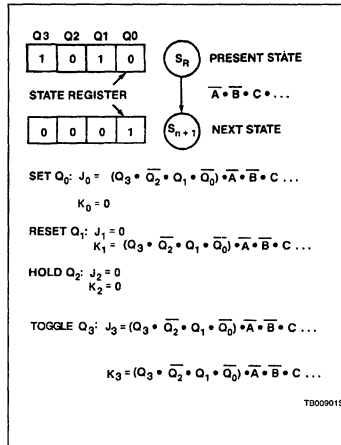 Q3 Q2 Q1 Q0
1 0 1 0
S_R PRESENT STATE
STATE REGISTER
A̅ • B̅ • C • . . .
0 0 0 1
S_{n + 1} NEXT STATE
SET Q₀: J₀ = (Q₃ • Q̅₂ • Q₁ • Q̅₀) • A̅ • B̅ • C . . .
K₀ = 0
RESET Q₁: J₁ = 0
K₁ = (Q₃ • Q̅₂ • Q₁ • Q̅₀) • A̅ • B̅ • C . . .
HOLD Q₂: J₂ = 0
K₂ = 0
TOGGLE Q₃: J₃ = (Q₃ • Q̅₂ • Q₁ • Q̅₀) • A̅ • B̅ • C . . .
K₃ = (Q₃ • Q̅₂ • Q₁ • Q̅₀) • A̅ • B̅ • C . . .
TB00901S